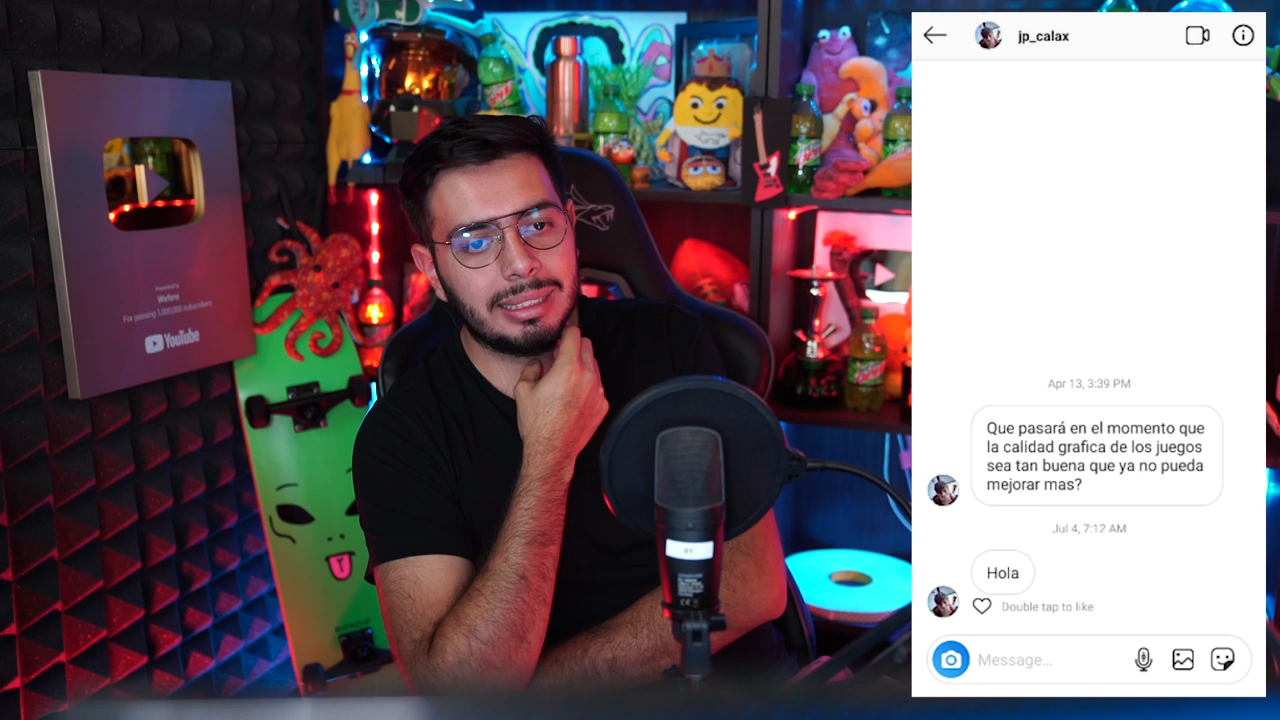 jp_calax
Apr 13, 3:39 PM
Que pasará en el momento que
la calidad grafica de los juegos
sea tan buena que ya no pueda
mejorar mas?
Jul 4, 7:12 AM
Hola
Double tap to like
Message...
Presented to
For passing 1,000,000 subscribers
YouTube